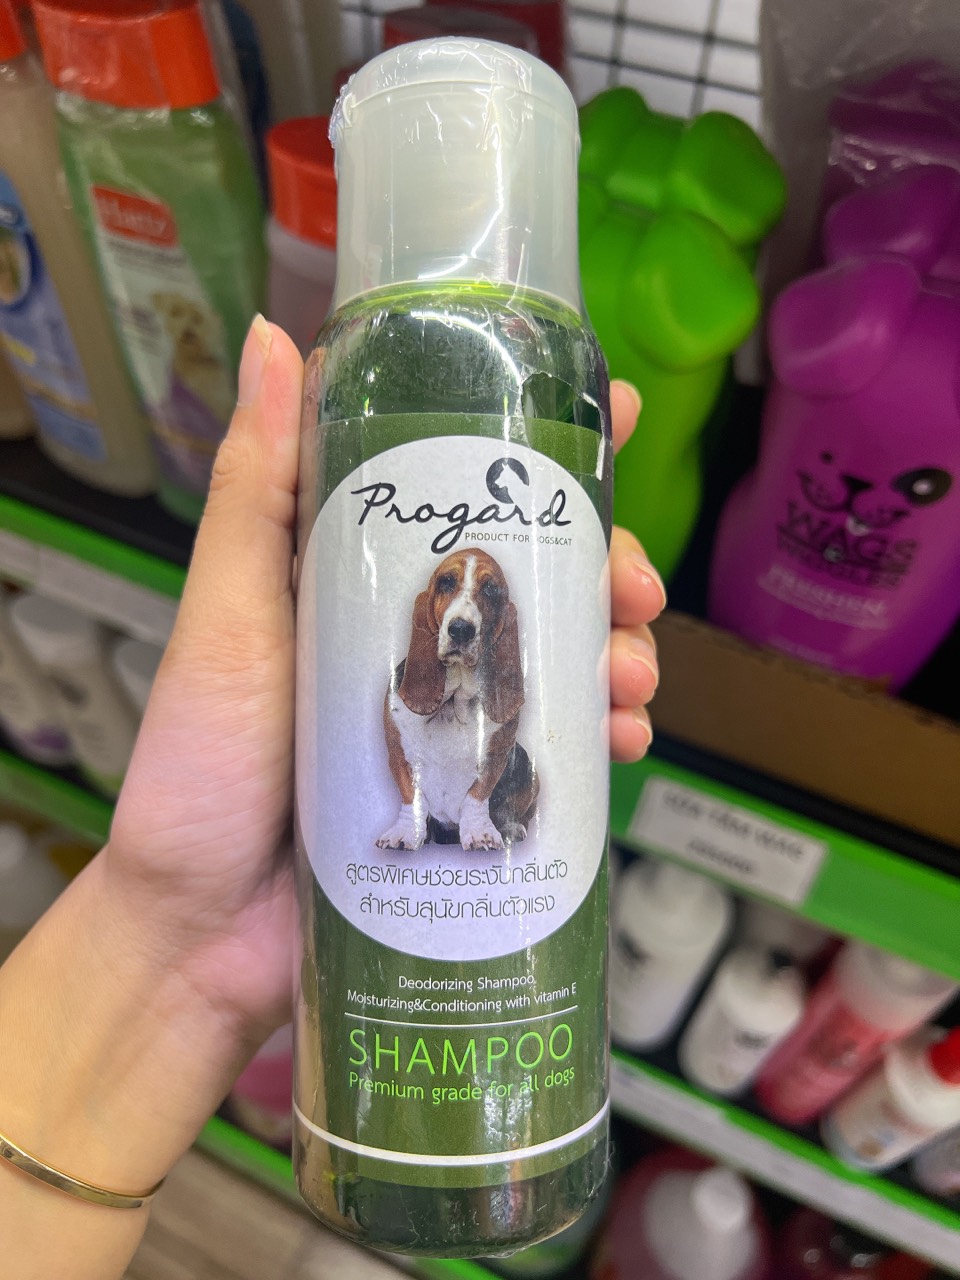 Progard
PRODUCT FOR DOGS&CAT
สูตรพิเศษช่วยระงับกลิ่นตัว
สำหรับสุนัขกลิ่นตัวแรง
Deodorizing Shampoo
Moisturizing&Conditioning with vitamin E
SHAMPOO
Premium grade for all dogs
Hartz
WAGS